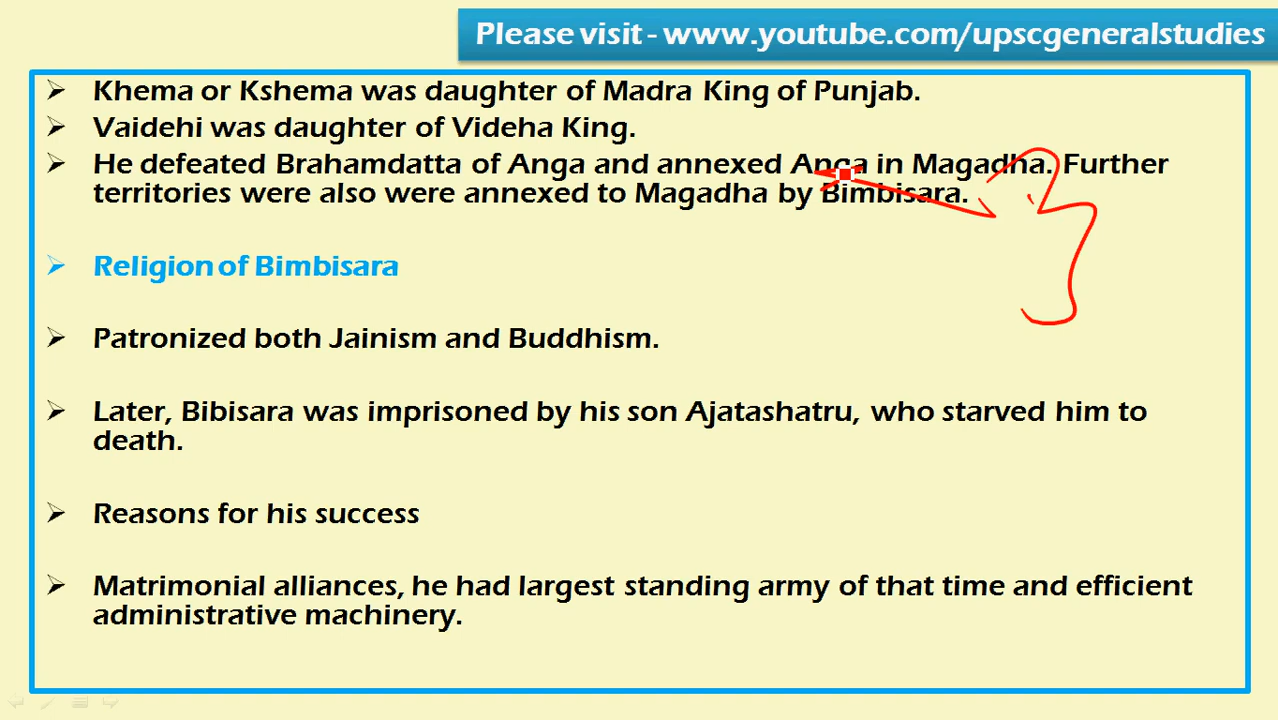 Please visit - www.youtube.com/upscgeneralstudies
Khema or Kshema was daughter of Madra King of Punjab.
Vaidehi was daughter of Videha King.
He defeated Brahamdatta of Anga and annexed Anga in Magadha. Further
territories were also were annexed to Magadha by Bimbisara.
Religion of Bimbisara
Patronized both Jainism and Buddhism.
Later, Bibisara was imprisoned by his son Ajatashatru, who starved him to
death.
Reasons for his success
Matrimonial alliances, he had largest standing army of that time and efficient
administrative machinery.